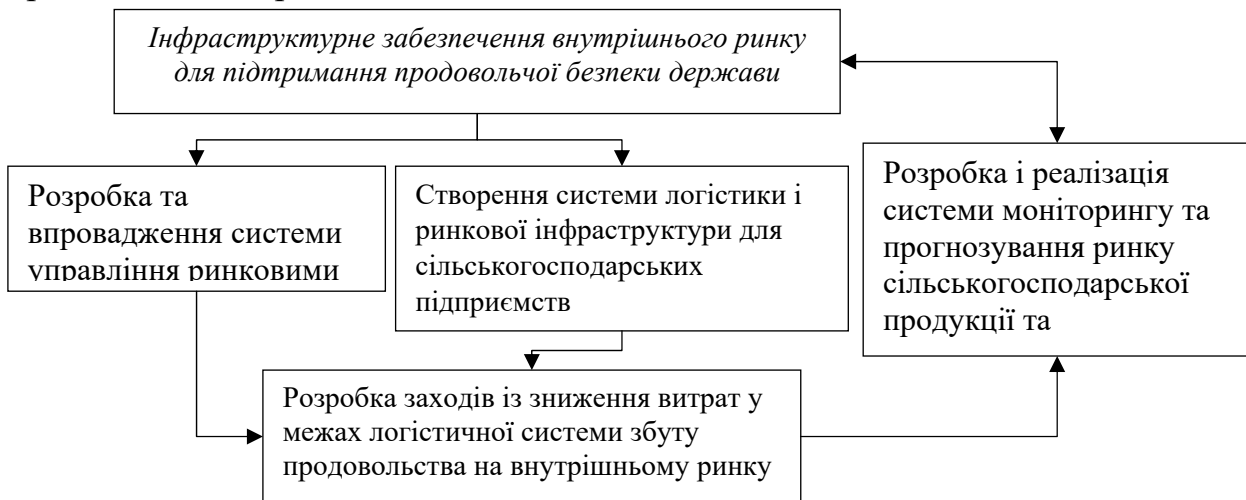 Інфраструктурне забезпечення внутрішнього ринку
для підтримання продовольчої безпеки держави
Розробка та
впровадження системи
управління ринковими
Створення системи логістики і
ринкової інфраструктури для
сільськогосподарських
підприємств
Розробка і реалізація
системи моніторингу та
прогнозування ринку
сільськогосподарської
продукції та
Розробка заходів із зниження витрат у
межах логістичної системи збуту
продовольства на внутрішньому ринку